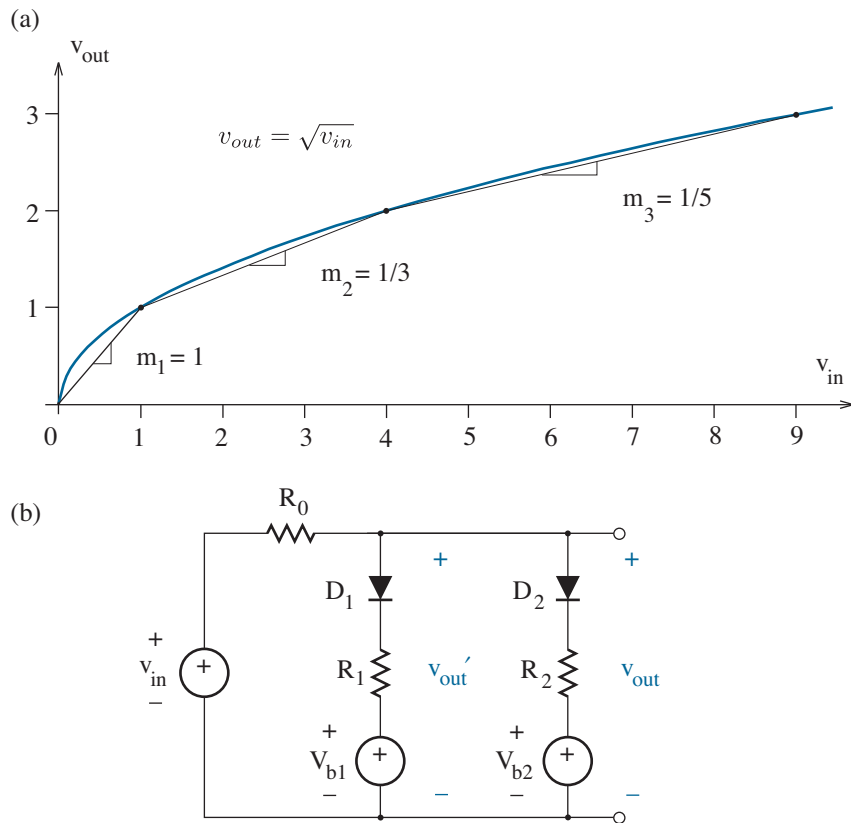 (a)
v_out
3
v_out = √v_in
m_3 = 1/5
2
m_2 = 1/3
1
m_1 = 1
v_in
0 1 2 3 4 5 6 7 8 9
(b)
R_0
+ +
D_1 D_2
+
v_in + R_1 v_out′ R_2 v_out
−
+ +
V_b1 + V_b2 +
− − − −